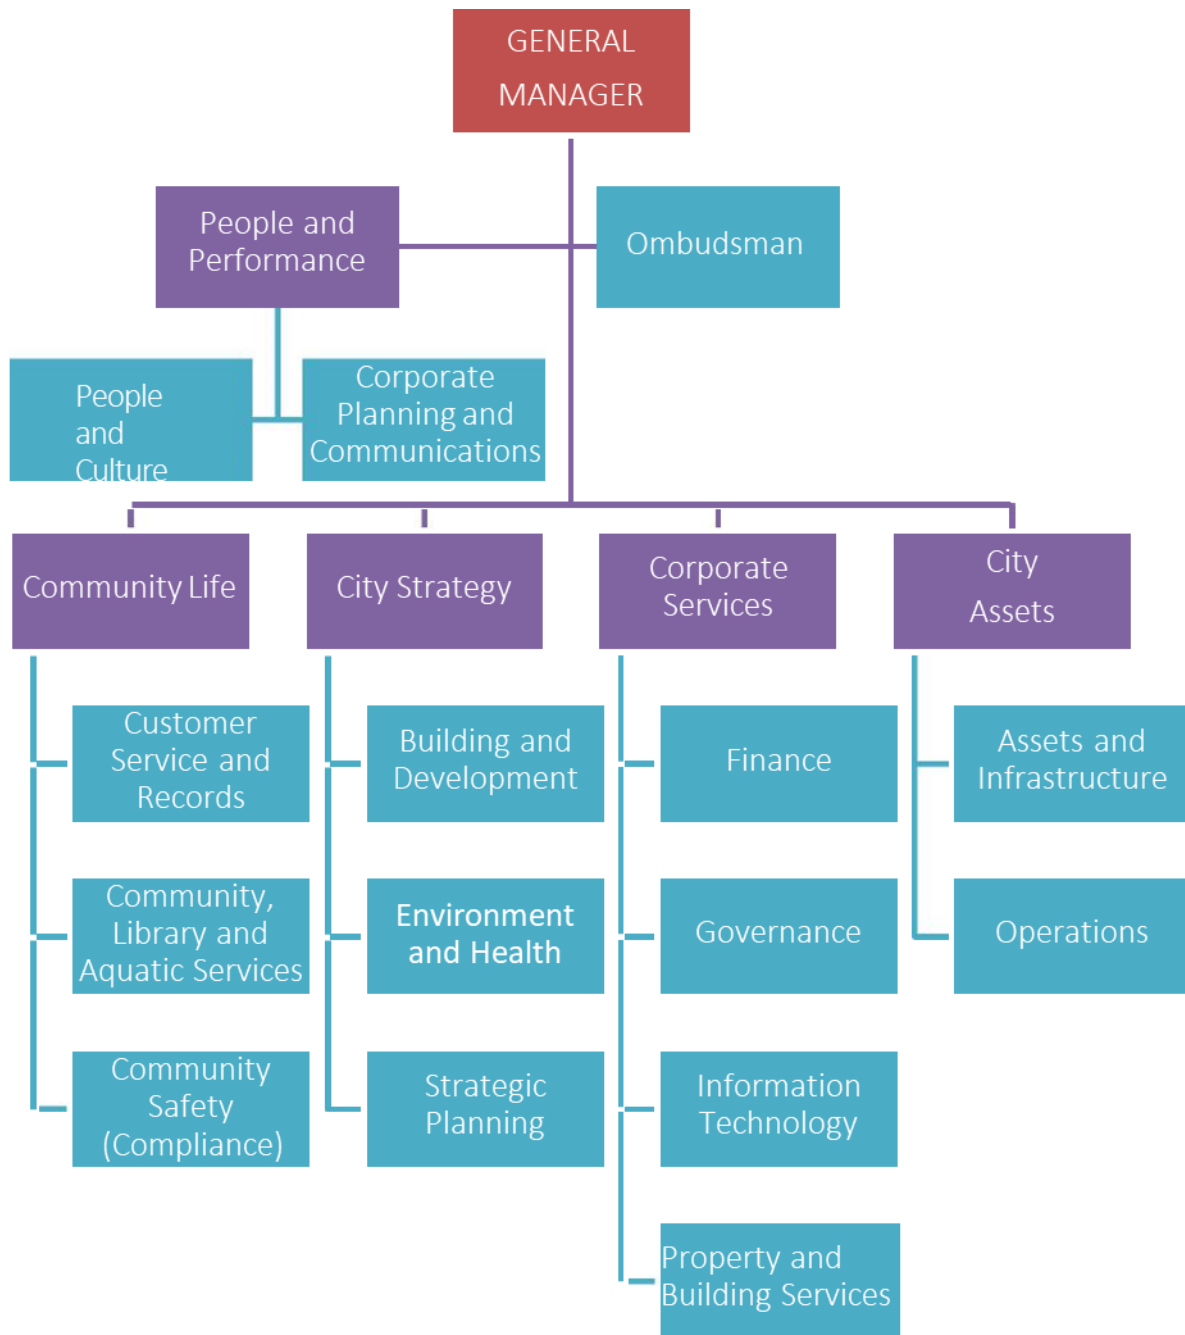 GENERAL
MANAGER
People and
Performance
Ombudsman
People
and
Culture
Corporate
Planning and
Communications
Community Life
City Strategy
Corporate
Services
City
Assets
Customer
Service and
Records
Building and
Development
Finance
Assets and
Infrastructure
Community,
Library and
Aquatic Services
Environment
and Health
Governance
Operations
Community
Safety
(Compliance)
Strategic
Planning
Information
Technology
Property and
Building Services